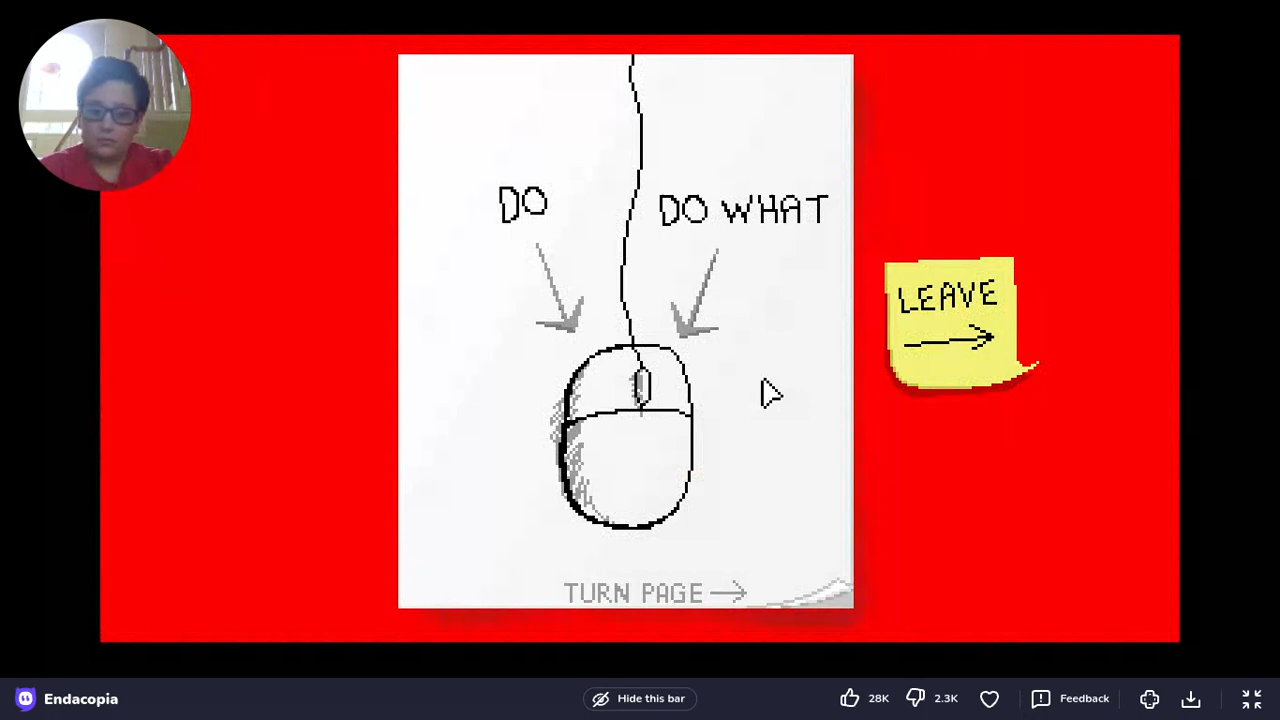 DO
DO WHAT
LEAVE
TURN PAGE
Endacopia
Hide this bar
28K
2.3K
Feedback